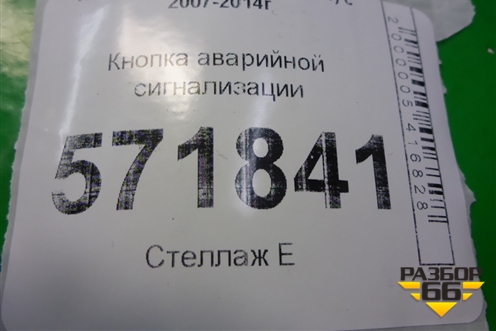 2007-2014г
Кнопка аварийной
сигнализации
571841
Стеллаж Е
2000005416828
РАЗБОР
66